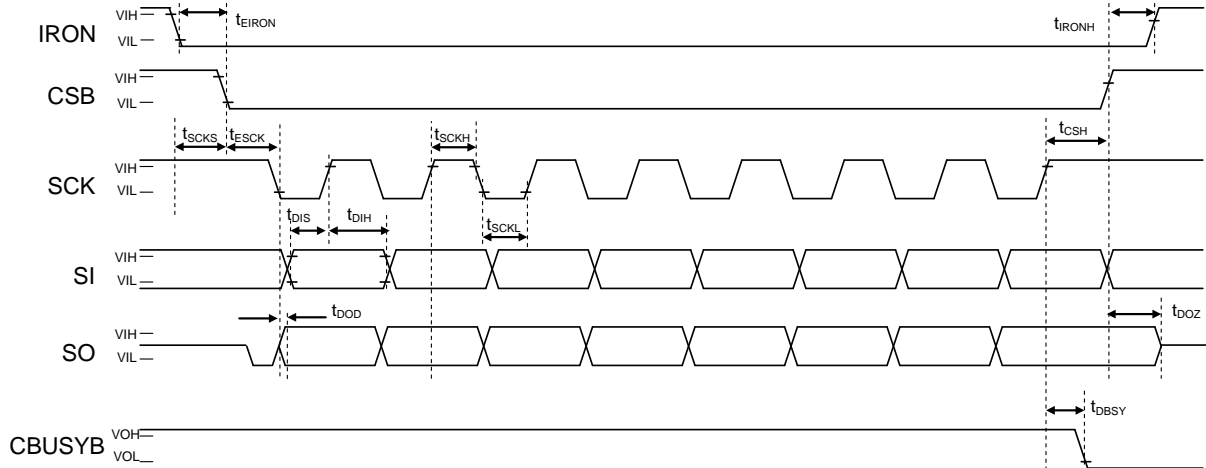 VIH
IRON
VIL
tEIRON
tIRONH
VIH
CSB
VIL
tSCKS
tESCK
tSCKH
tCSH
VIH
SCK
VIL
tDIS
tDIH
tSCKL
VIH
SI
VIL
tDOD
tDOZ
VIH
SO
VIL
tDBSY
VOH
CBUSYB
VOL